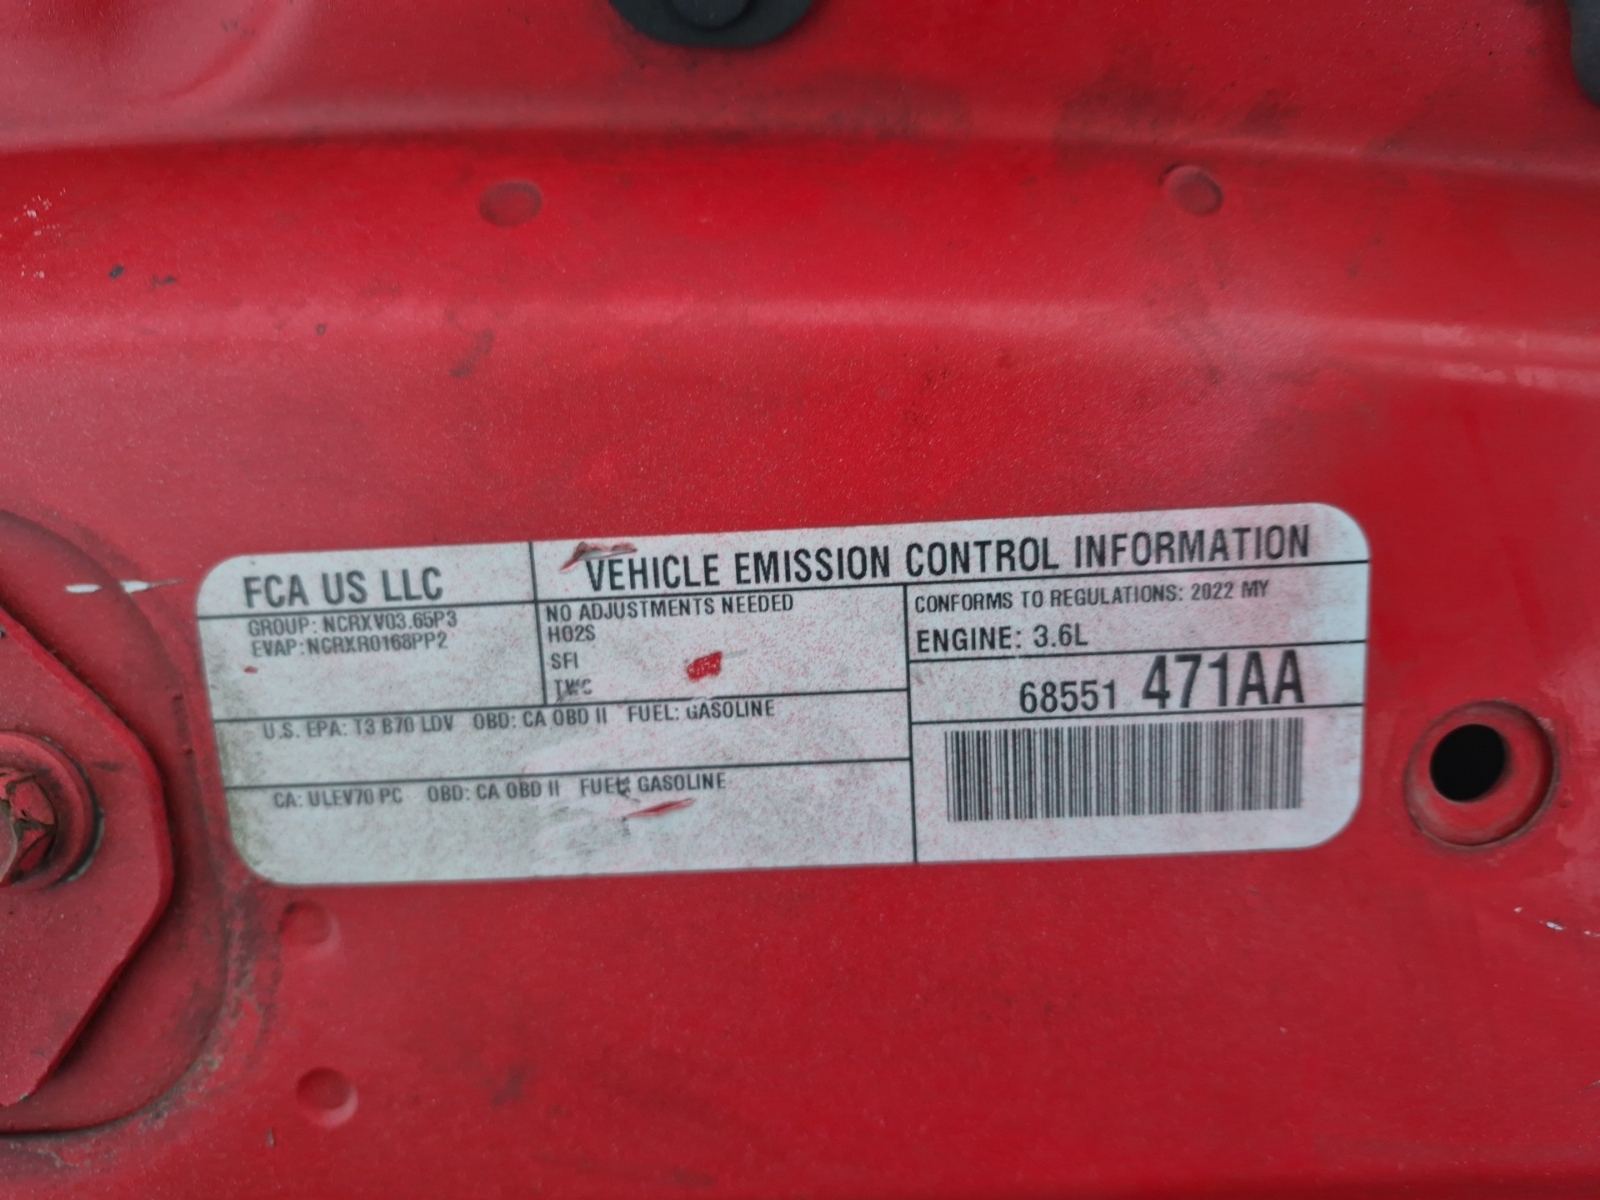 FCA US LLC
GROUP: NCRXV03.65P3
EVAP:NCRXR0168PP2
VEHICLE EMISSION CONTROL INFORMATION
NO ADJUSTMENTS NEEDED
HO2S
SFI
TWC
CONFORMS TO REGULATIONS: 2022 MY
ENGINE: 3.6L
68551 471AA
U.S. EPA: T3 B70 LDV OBD: CA OBD II FUEL: GASOLINE
CA: ULEV70 PC OBD: CA OBD II FUEL: GASOLINE